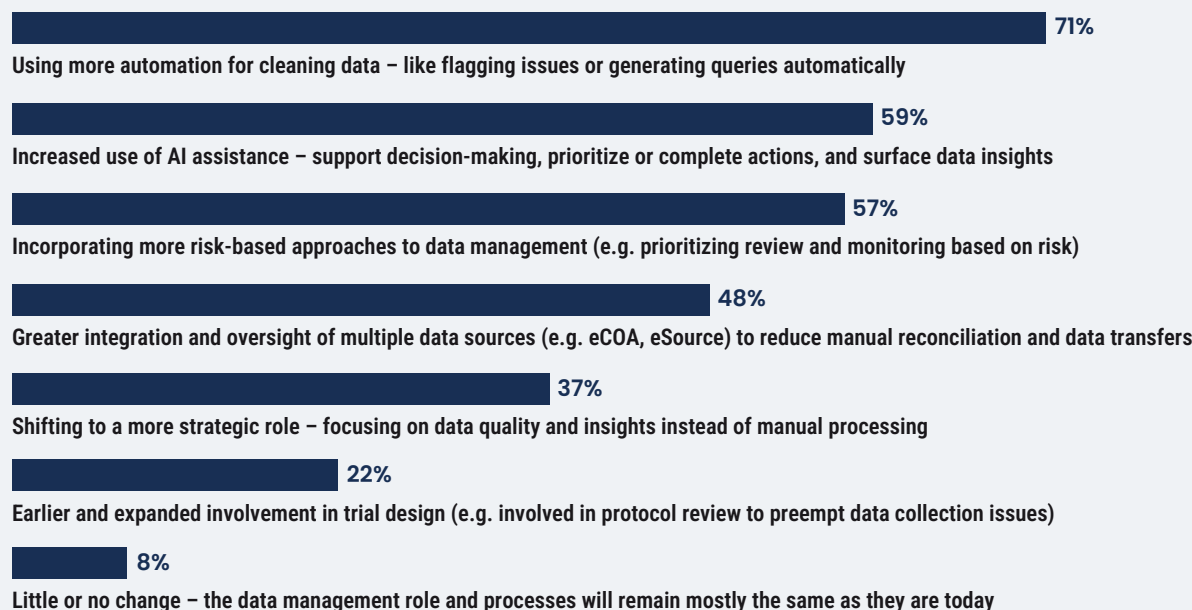 71%
Using more automation for cleaning data – like flagging issues or generating queries automatically
59%
Increased use of AI assistance – support decision-making, prioritize or complete actions, and surface data insights
57%
Incorporating more risk-based approaches to data management (e.g. prioritizing review and monitoring based on risk)
48%
Greater integration and oversight of multiple data sources (e.g. eCOA, eSource) to reduce manual reconciliation and data transfers
37%
Shifting to a more strategic role – focusing on data quality and insights instead of manual processing
22%
Earlier and expanded involvement in trial design (e.g. involved in protocol review to preempt data collection issues)
8%
Little or no change – the data management role and processes will remain mostly the same as they are today